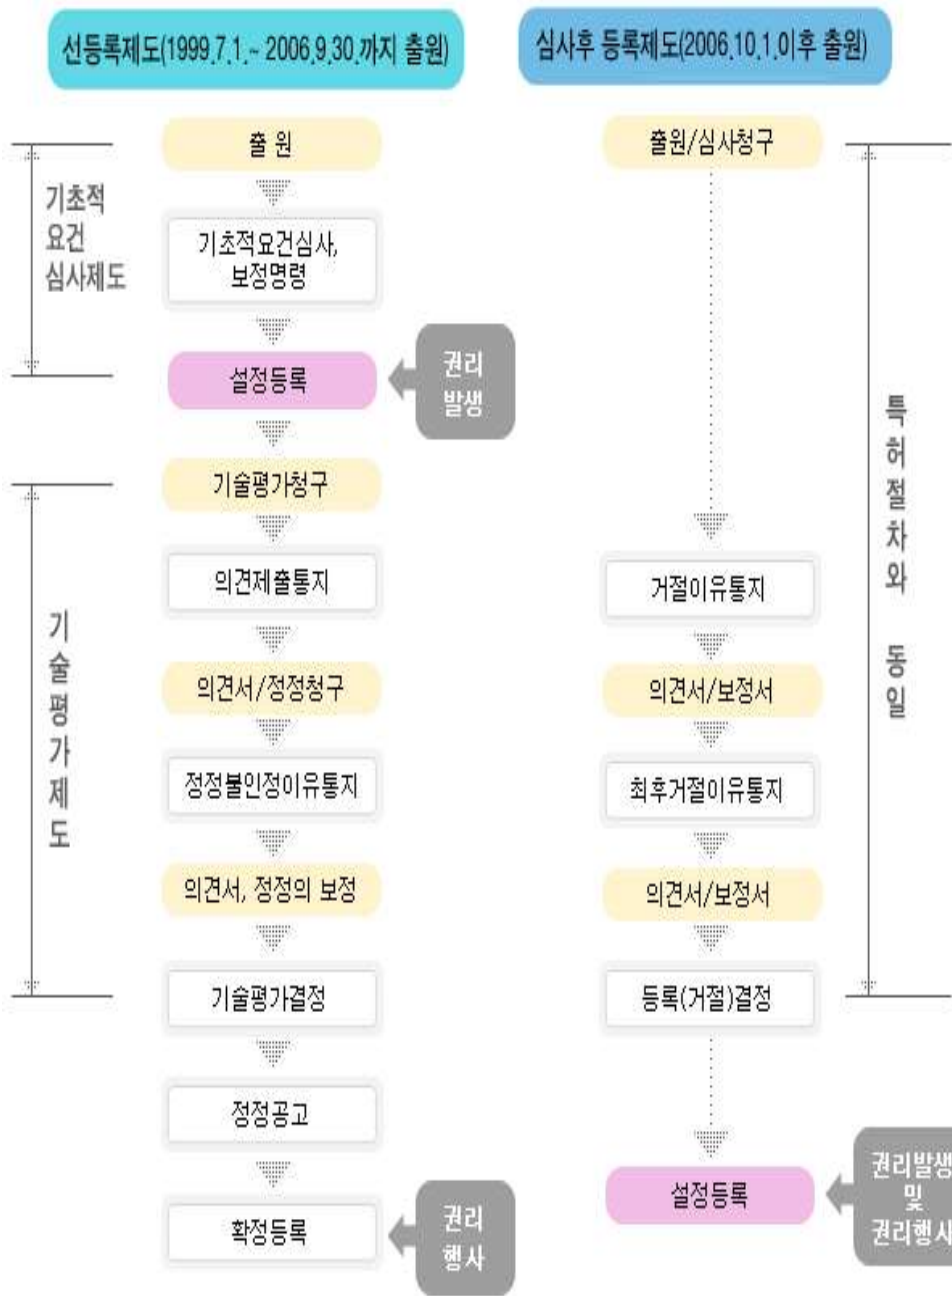 선등록제도(1999.7.1.~ 2006.9.30.까지 출원)
기초적
요건
심사제도
출 원
기초적요건심사,
보정명령
설정등록
권리
발생
기술평가제도
기술평가청구
의견제출통지
의견서/정정청구
정정불인정이유통지
의견서, 정정의 보정
기술평가결정
정정공고
확정등록
권리
행사
심사후 등록제도(2006.10.1.이후 출원)
출원/심사청구
거절이유통지
의견서/보정서
최후거절이유통지
의견서/보정서
등록(거절)결정
설정등록
특허절차와 동일
권리발생
및
권리행사